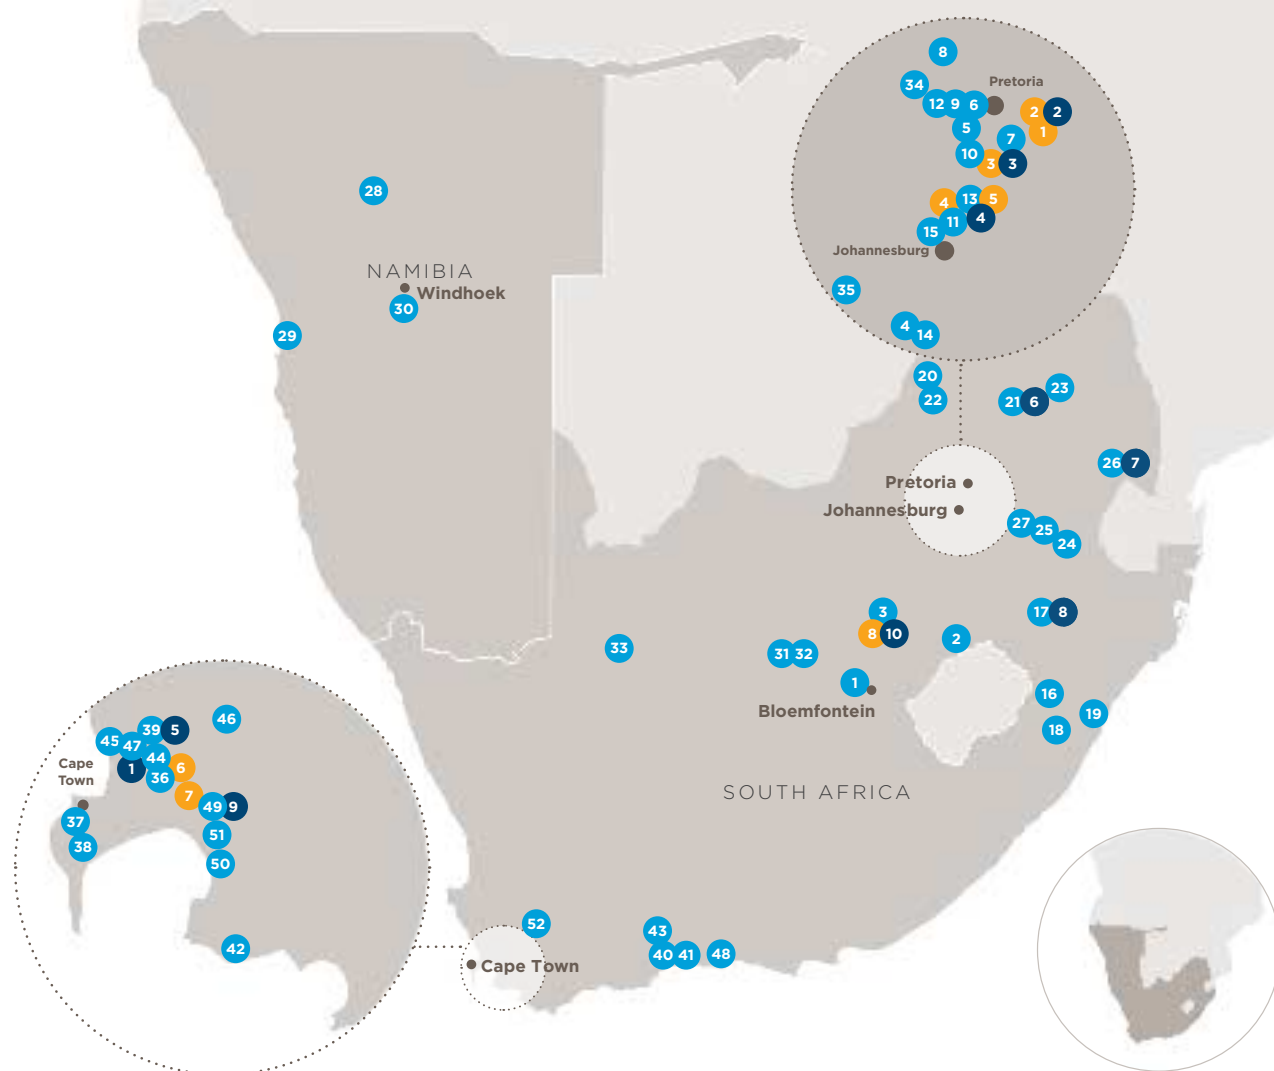 8
34
Pretoria
12 9 6
2 2
1
5
7
10
3 3
28
4 13 5
11 4
15
Johannesburg
NAMIBIA
Windhoek
30
35
29
4
14
20
22
21 6 23
26 7
Pretoria
Johannesburg
27 25 24
3
17 8
8 10
2
33
31 32
1
Bloemfontein
16
19
18
46
39 5
45 47
44
Cape
Town
1
36
6
7
49 9
37
51
38
50
SOUTH AFRICA
52
43
42
40 41 48
Cape Town